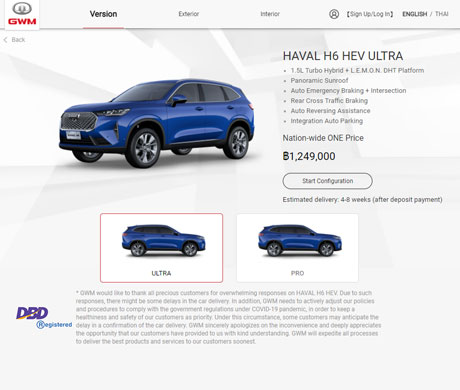 GWM
Version
Exterior
Interior
[Sign Up/Log In]
ENGLISH / THAI
Back
HAVAL H6 HEV ULTRA
1.5L Turbo Hybrid + L.E.M.O.N. DHT Platform
Panoramic Sunroof
Auto Emergency Braking + Intersection
Rear Cross Traffic Braking
Auto Reversing Assistance
Integration Auto Parking
Nation-wide ONE Price
฿1,249,000
Start Configuration
Estimated delivery: 4-8 weeks (after deposit payment)
ULTRA
PRO
* GWM would like to thank all precious customers for overwhelming responses on HAVAL H6 HEV. Due to such
responses, there might be some delays in the car delivery. In addition, GWM needs to actively adjust our policies
and procedures to comply with the government regulations under COVID-19 pandemic, in order to keep a
healthiness and safety of our customers as priority. Under this circumstance, some customers may anticipate the
delay in a confirmation of the car delivery. GWM sincerely apologizes on the inconvenience and deeply appreciates
the opportunity that our customers have provided to us with kind understanding. GWM will expedite all processes
to deliver the best products and services to our customers soonest.
DBD
Registered